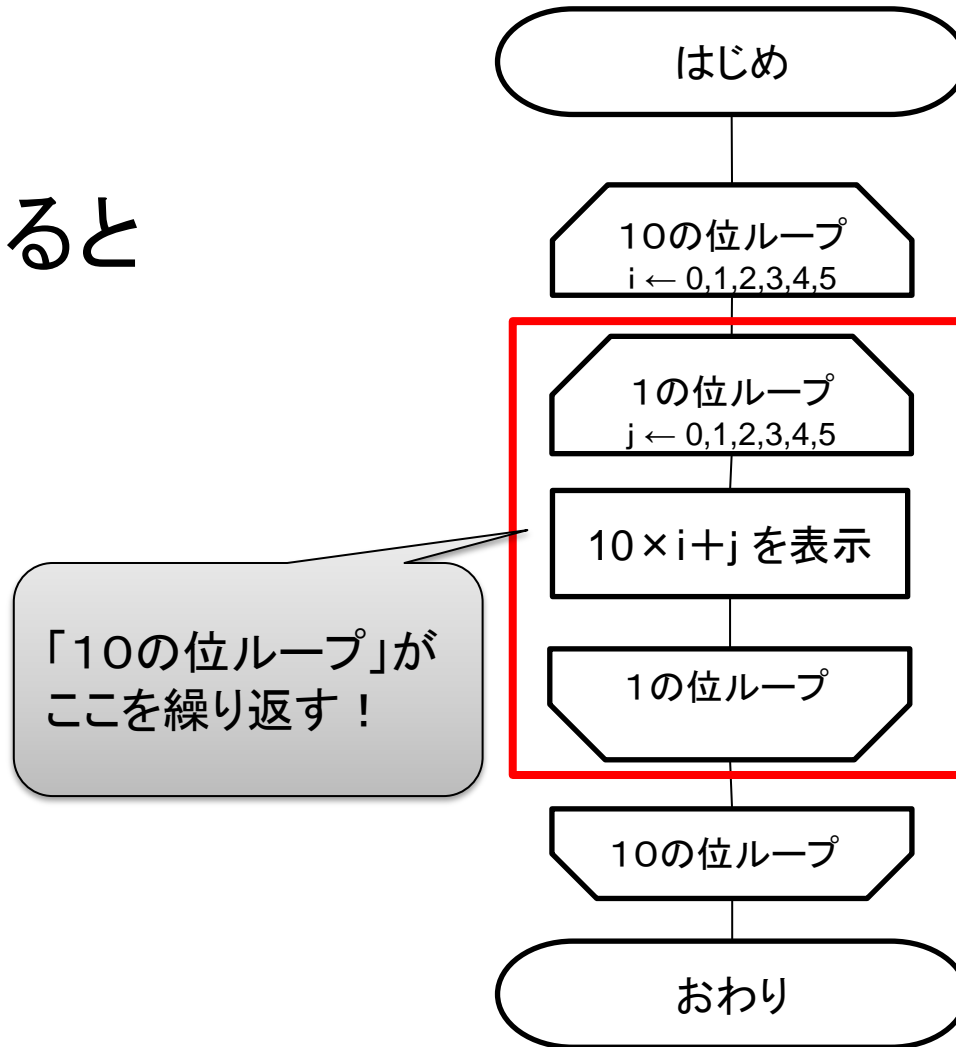 はじめ
ると
１０の位ループ
i ← 0,1,2,3,4,5
１の位ループ
j ← 0,1,2,3,4,5
10×i＋j を表示
「１０の位ループ」が
ここを繰り返す！
１の位ループ
１０の位ループ
おわり